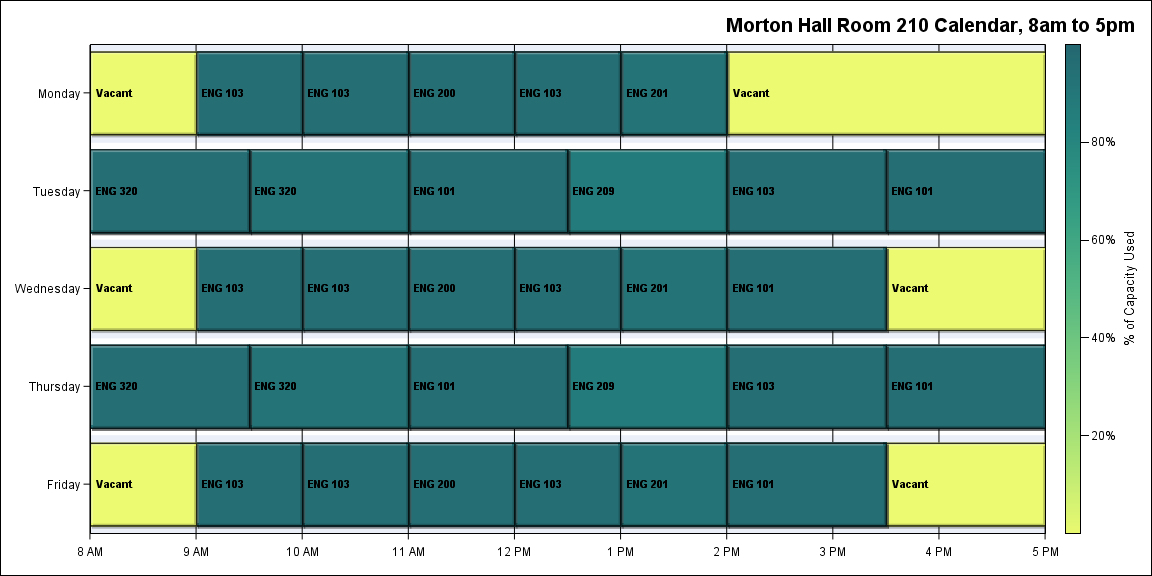 Morton Hall Room 210 Calendar, 8am to 5pm
Monday
Vacant
ENG 103
ENG 103
ENG 200
ENG 103
ENG 201
Vacant
Tuesday
ENG 320
ENG 320
ENG 101
ENG 209
ENG 103
ENG 101
Wednesday
Vacant
ENG 103
ENG 103
ENG 200
ENG 103
ENG 201
ENG 101
Vacant
Thursday
ENG 320
ENG 320
ENG 101
ENG 209
ENG 103
ENG 101
Friday
Vacant
ENG 103
ENG 103
ENG 200
ENG 103
ENG 201
ENG 101
Vacant
8 AM
9 AM
10 AM
11 AM
12 PM
1 PM
2 PM
3 PM
4 PM
5 PM
80%
60%
40%
20%
% of Capacity Used